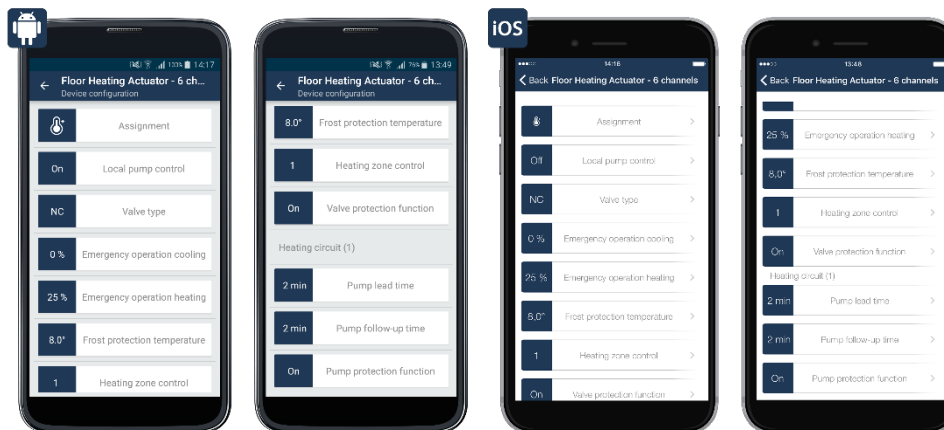 100% 14:17
Floor Heating Actuator - 6 ch...
Device configuration
Assignment
On Local pump control
NC Valve type
0 % Emergency operation cooling
25 % Emergency operation heating
8.0° Frost protection temperature
1 Heating zone control
76% 13:49
Floor Heating Actuator - 6 ch...
Device configuration
8.0° Frost protection temperature
1 Heating zone control
On Valve protection function
Heating circuit (1)
2 min Pump lead time
2 min Pump follow-up time
On Pump protection function
iOS
14:16
Back Floor Heating Actuator - 6 channels
Assignment
Off Local pump control
NC Valve type
0 % Emergency operation cooling
25 % Emergency operation heating
8.0° Frost protection temperature
1 Heating zone control
On Valve protection function
13:46
Back Floor Heating Actuator - 6 channels
25 % Emergency operation heating
8.0° Frost protection temperature
1 Heating zone control
On Valve protection function
Heating circuit (1)
2 min Pump lead time
2 min Pump follow-up time
On Pump protection function